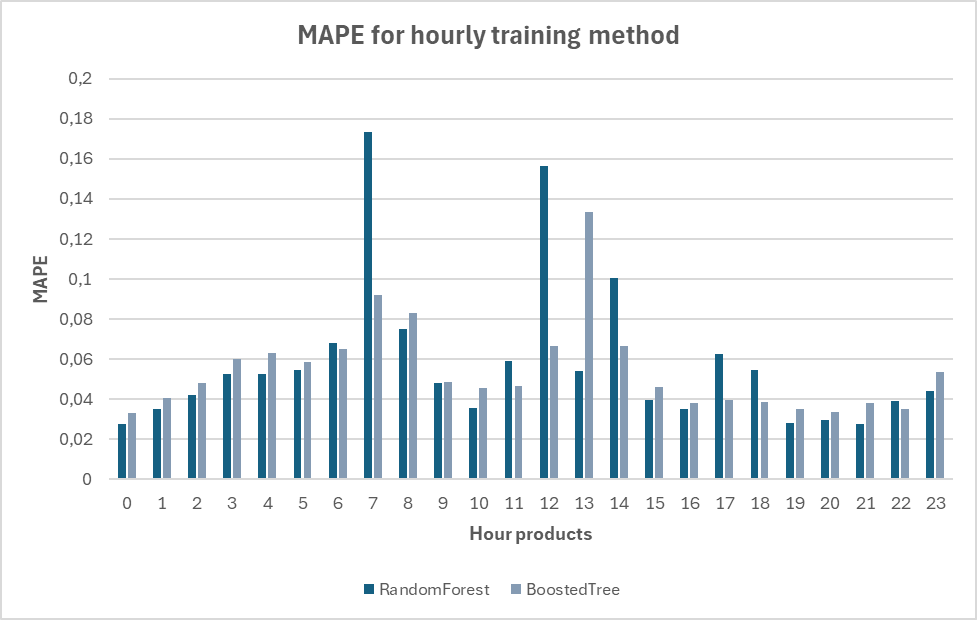 MAPE for hourly training method
0,2
0,18
0,16
0,14
0,12
0,1
0,08
0,06
0,04
0,02
0
MAPE
0 1 2 3 4 5 6 7 8 9 10 11 12 13 14 15 16 17 18 19 20 21 22 23
Hour products
RandomForest BoostedTree